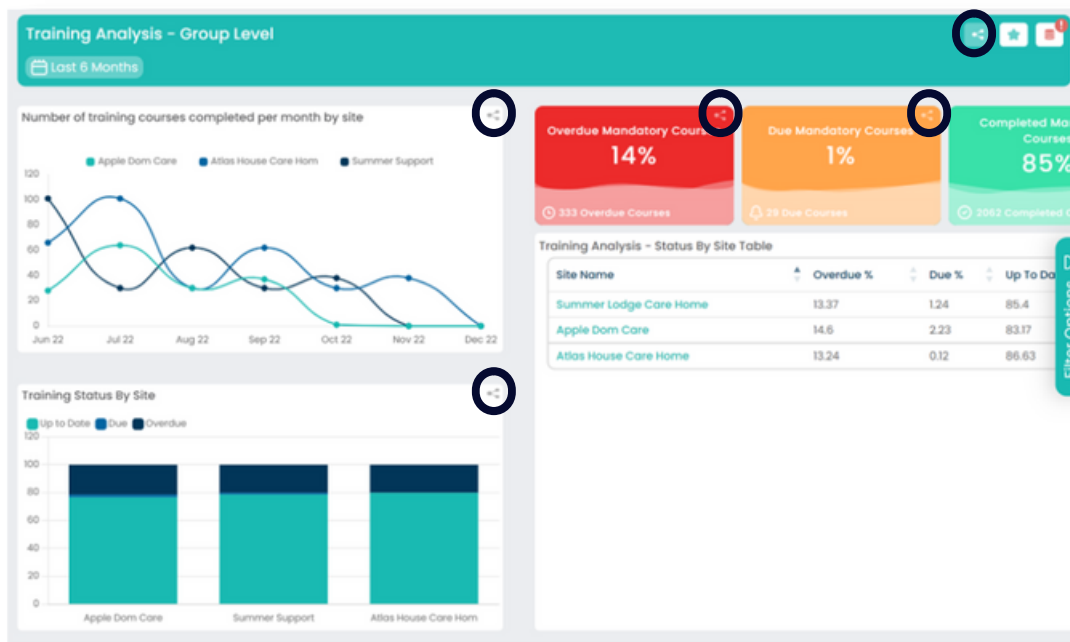 Training Analysis - Group Level
Last 6 Months
Number of training courses completed per month by site
Apple Dom Care Atlas House Care Hom Summer Support
120
100
80
60
40
20
0
Jun 22 Jul 22 Aug 22 Sep 22 Oct 22 Nov 22 Dec 22
Training Status By Site
Up to Date Due Overdue
120
100
80
60
40
20
0
Apple Dom Care Summer Support Atlas House Care Hom
Overdue Mandatory Cour
14%
333 Overdue Courses
Due Mandatory Courses
1%
29 Due Courses
Completed Ma
Courses
85%
2062 Completed
Training Analysis - Status By Site Table
Site Name Overdue % Due % Up To Da
Summer Lodge Care Home 13.37 1.24 85.4
Apple Dom Care 14.6 2.23 83.17
Atlas House Care Home 13.24 0.12 86.63
Filter Options